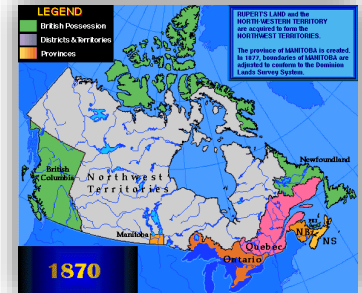 LEGEND
British Possession
Districts & Territories
Provinces
RUPERT'S LAND and the
NORTH-WESTERN TERRITORY
are acquired to form the
NORTHWEST TERRITORIES.
The province of MANITOBA is created.
In 1877, boundaries of MANITOBA are
adjusted to conform to the Dominion
Lands Survey System.
Newfoundland
British
Columbia
Northwest
Territories
Manitoba
Quebec
Ontario
NB
NS
1870